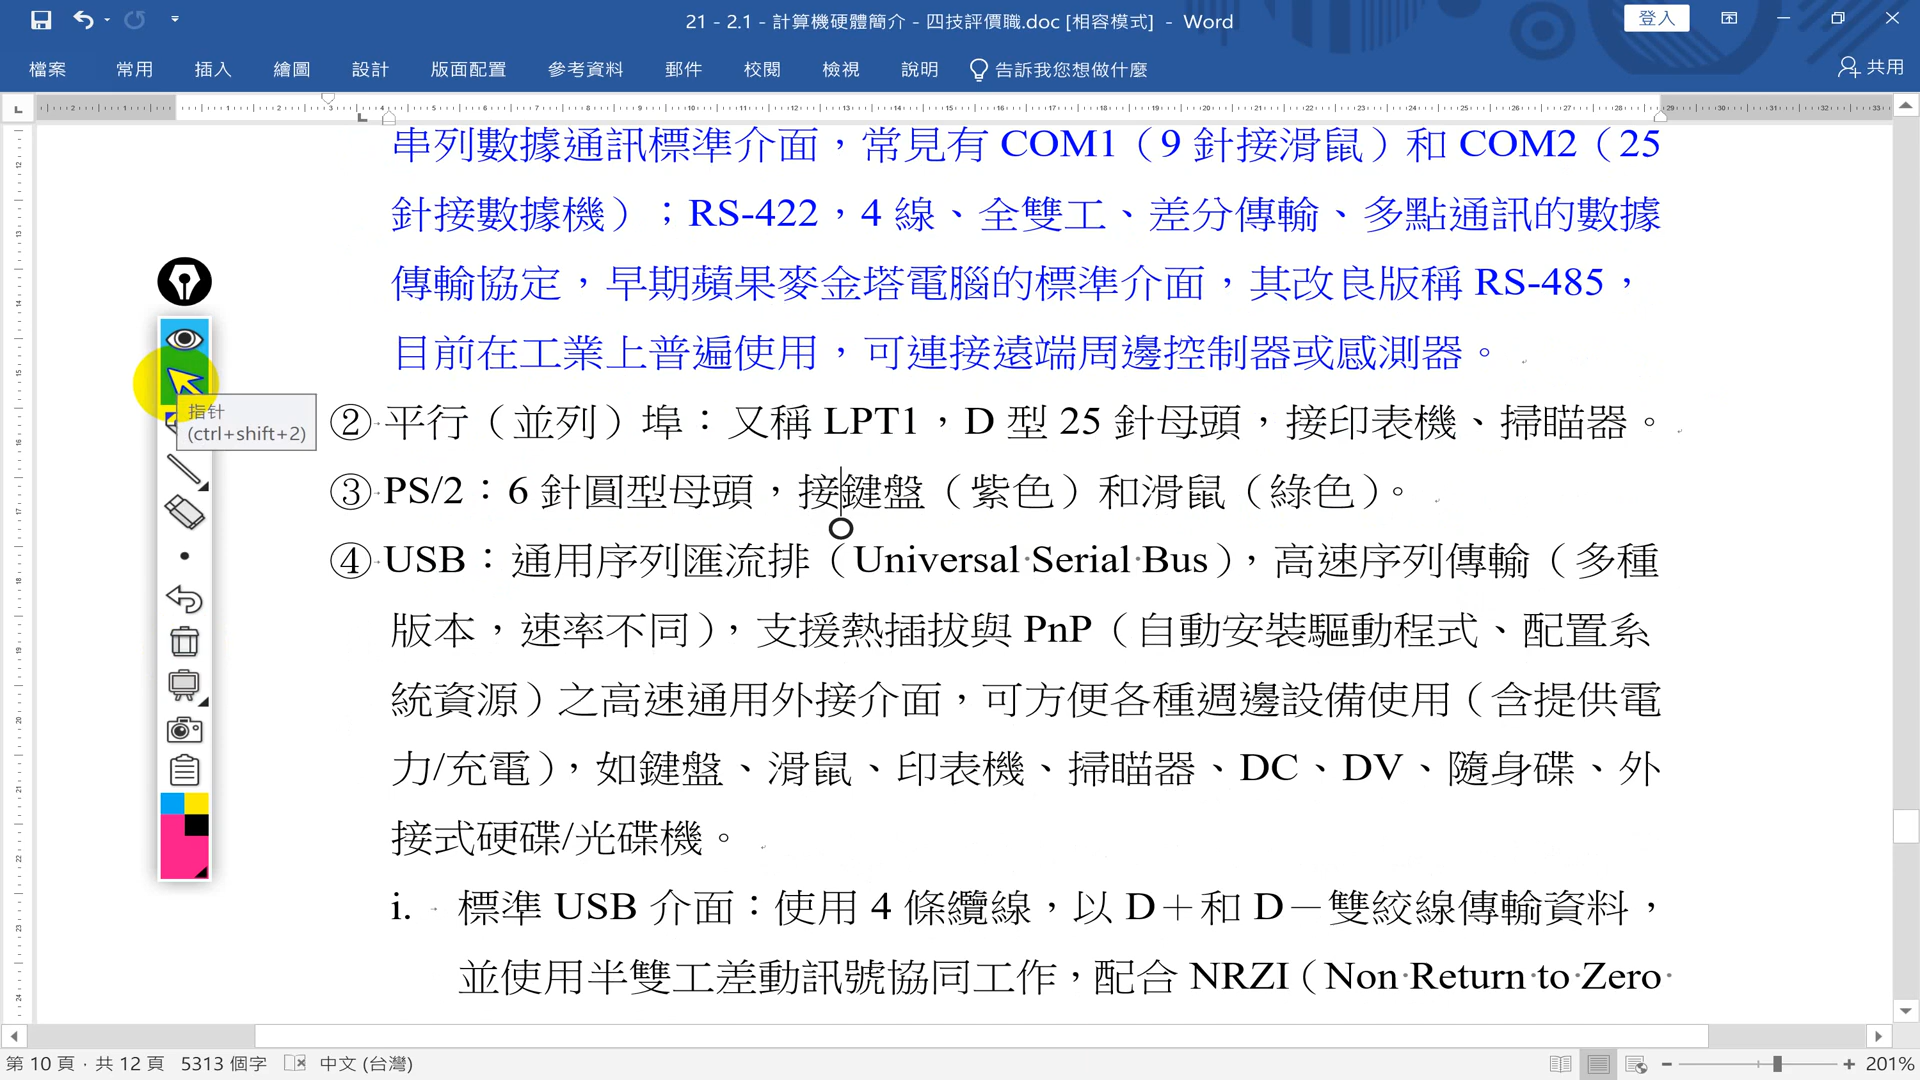 21 - 2.1 - 計算機硬體簡介 - 四技評價職.doc [相容模式] - Word
登入
檔案 常用 插入 繪圖 設計 版面配置 參考資料 郵件 校閱 檢視 說明 告訴我您想做什麼 共用
串列數據通訊標準介面，常見有 COM1（9 針接滑鼠）和 COM2（25
針接數據機）；RS-422，4 線、全雙工、差分傳輸、多點通訊的數據
傳輸協定，早期蘋果麥金塔電腦的標準介面，其改良版稱 RS-485，
目前在工業上普遍使用，可連接遠端周邊控制器或感測器。
指针
(ctrl+shift+2)
② 平行（並列）埠：又稱 LPT1，D 型 25 針母頭，接印表機、掃瞄器。
③ PS/2：6 針圓型母頭，接鍵盤（紫色）和滑鼠（綠色）。
④ USB：通用序列匯流排（Universal Serial Bus），高速序列傳輸（多種
版本，速率不同），支援熱插拔與 PnP（自動安裝驅動程式、配置系
統資源）之高速通用外接介面，可方便各種週邊設備使用（含提供電
力/充電），如鍵盤、滑鼠、印表機、掃瞄器、DC、DV、隨身碟、外
接式硬碟/光碟機。
i. 標準 USB 介面：使用 4 條纜線，以 D＋和 D－雙絞線傳輸資料，
並使用半雙工差動訊號協同工作，配合 NRZI（Non Return to Zero
第 10 頁，共 12 頁 5313 個字 中文 (台灣) 201%